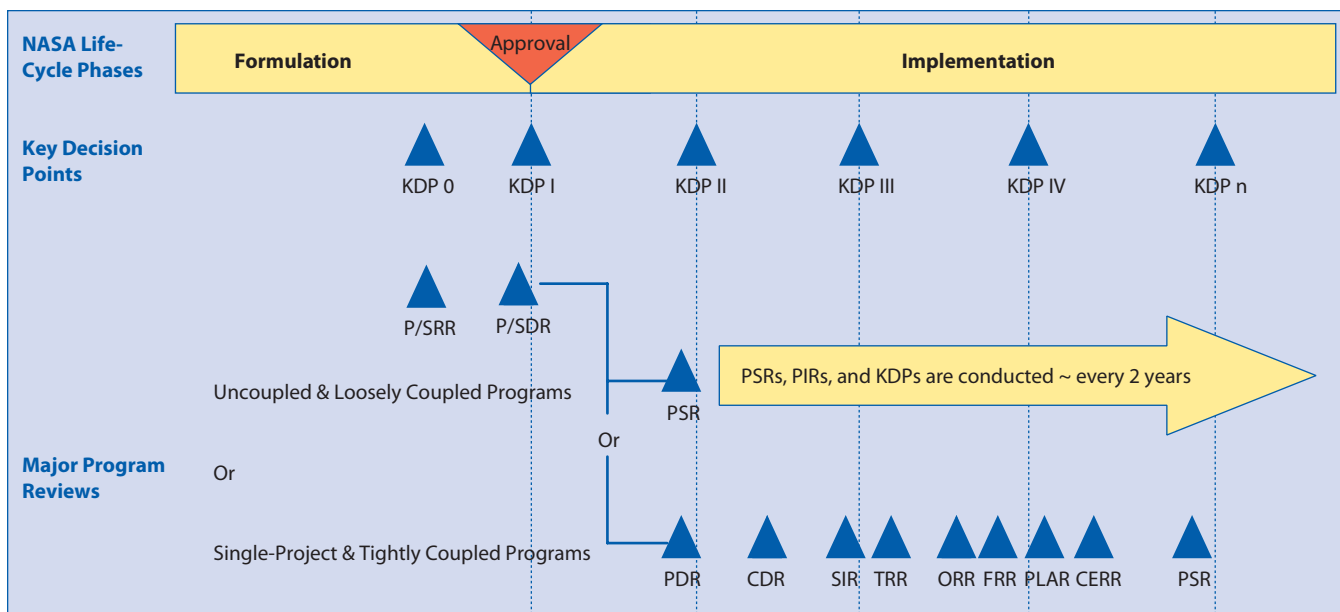 NASA Life-
Cycle Phases
Formulation
Approval
Implementation
Key Decision
Points
KDP 0
KDP I
KDP II
KDP III
KDP IV
KDP n
P/SRR
P/SDR
Uncoupled & Loosely Coupled Programs
PSR
PSRs, PIRs, and KDPs are conducted ~ every 2 years
Or
Major Program
Reviews
Or
Single-Project & Tightly Coupled Programs
PDR
CDR
SIR
TRR
ORR
FRR
PLAR
CERR
PSR